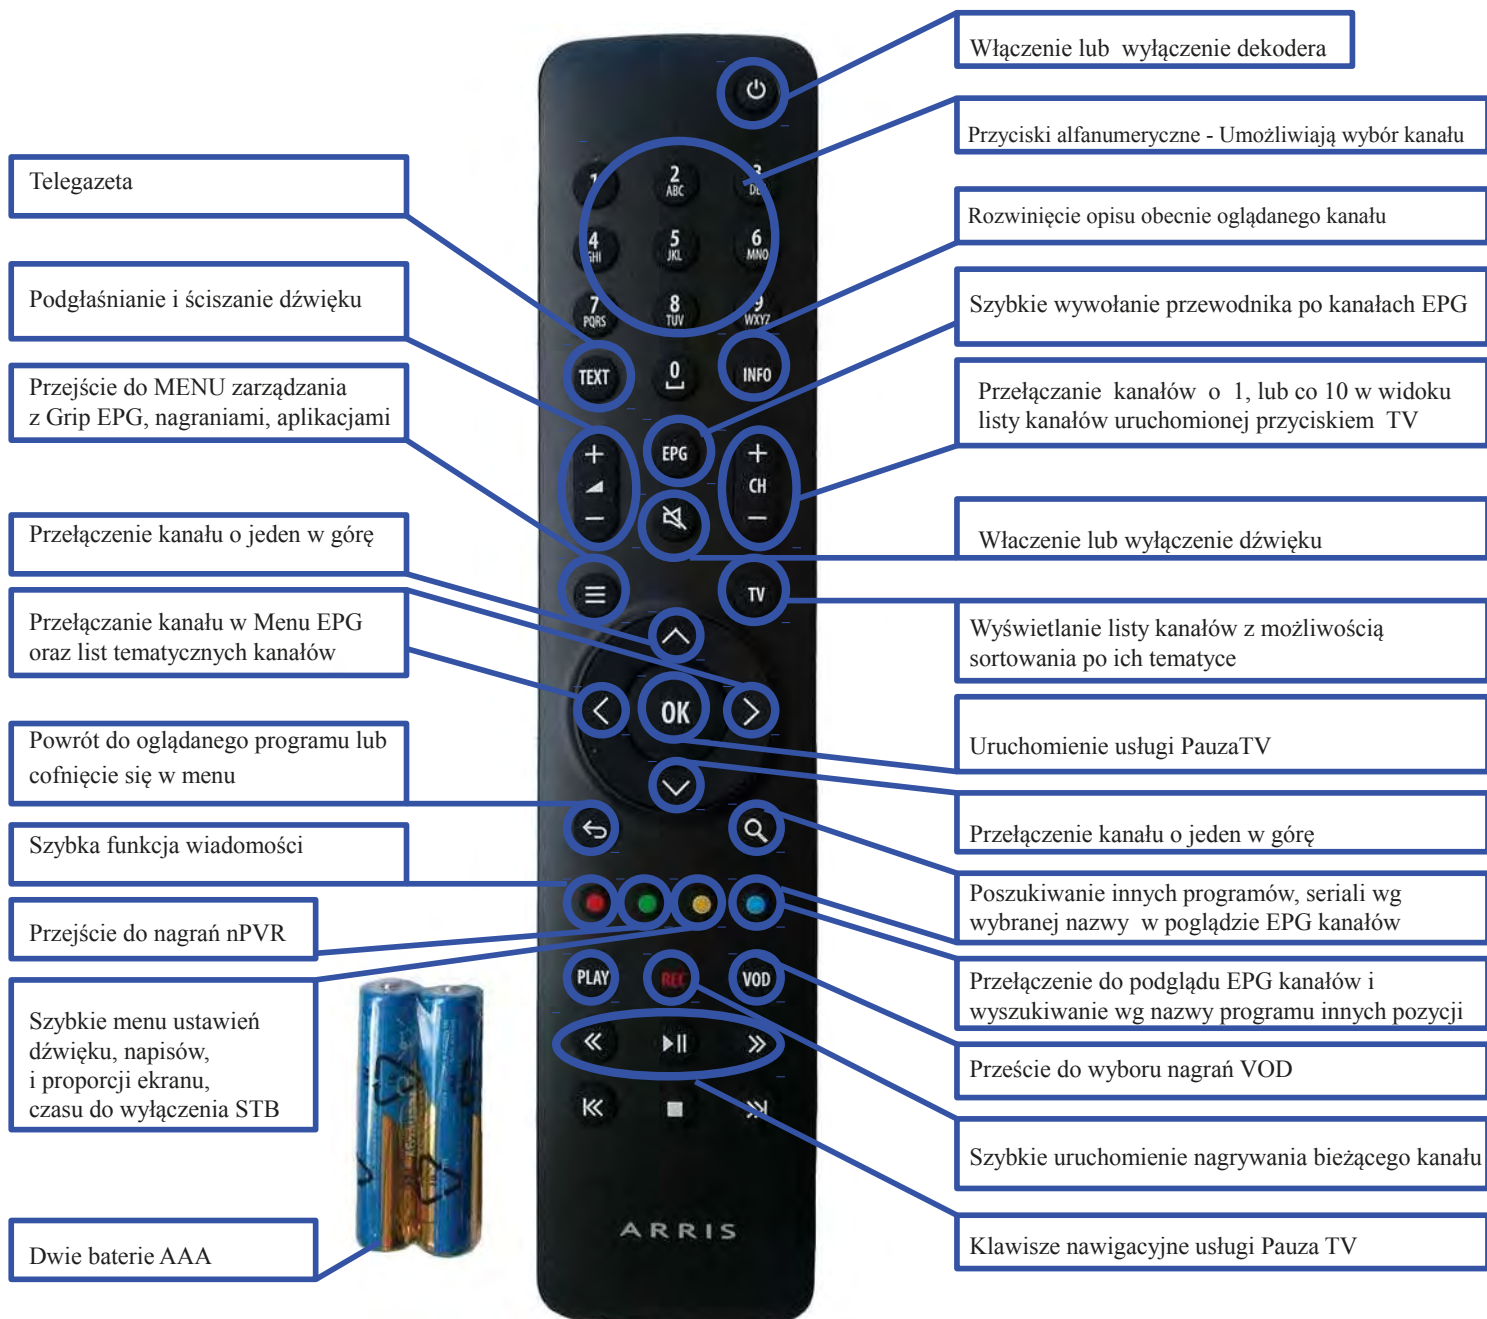 Telegazeta
Podgłaśnianie i ściszanie dźwięku
Przejście do MENU zarządzania
z Grip EPG, nagraniami, aplikacjami
Przełączenie kanału o jeden w górę
Przełączanie kanału w Menu EPG
oraz list tematycznych kanałów
Powrót do oglądanego programu lub
cofnięcie się w menu
Szybka funkcja wiadomości
Przejście do nagrań nPVR
Szybkie menu ustawień
dźwięku, napisów,
i proporcji ekranu,
czasu do wyłączenia STB
Dwie baterie AAA
1
2
ABC
3
DE
4
GHI
5
JKL
6
MNO
7
PQRS
8
TUV
9
WXYZ
TEXT
0
INFO
EPG
CH
TV
OK
PLAY
REC
VOD
ARRIS
Włączenie lub wyłączenie dekodera
Przyciski alfanumeryczne - Umożliwiają wybór kanału
Rozwinięcie opisu obecnie oglądanego kanału
Szybkie wywołanie przewodnika po kanałach EPG
Przełączanie kanałów o 1, lub co 10 w widoku
listy kanałów uruchomionej przyciskiem TV
Właczenie lub wyłączenie dźwięku
Wyświetlanie listy kanałów z możliwością
sortowania po ich tematyce
Uruchomienie usługi PauzaTV
Przełączenie kanału o jeden w górę
Poszukiwanie innych programów, seriali wg
wybranej nazwy w poglądzie EPG kanałów
Przełączenie do podglądu EPG kanałów i
wyszukiwanie wg nazwy programu innych pozycji
Przeście do wyboru nagrań VOD
Szybkie uruchomienie nagrywania bieżącego kanału
Klawisze nawigacyjne usługi Pauza TV